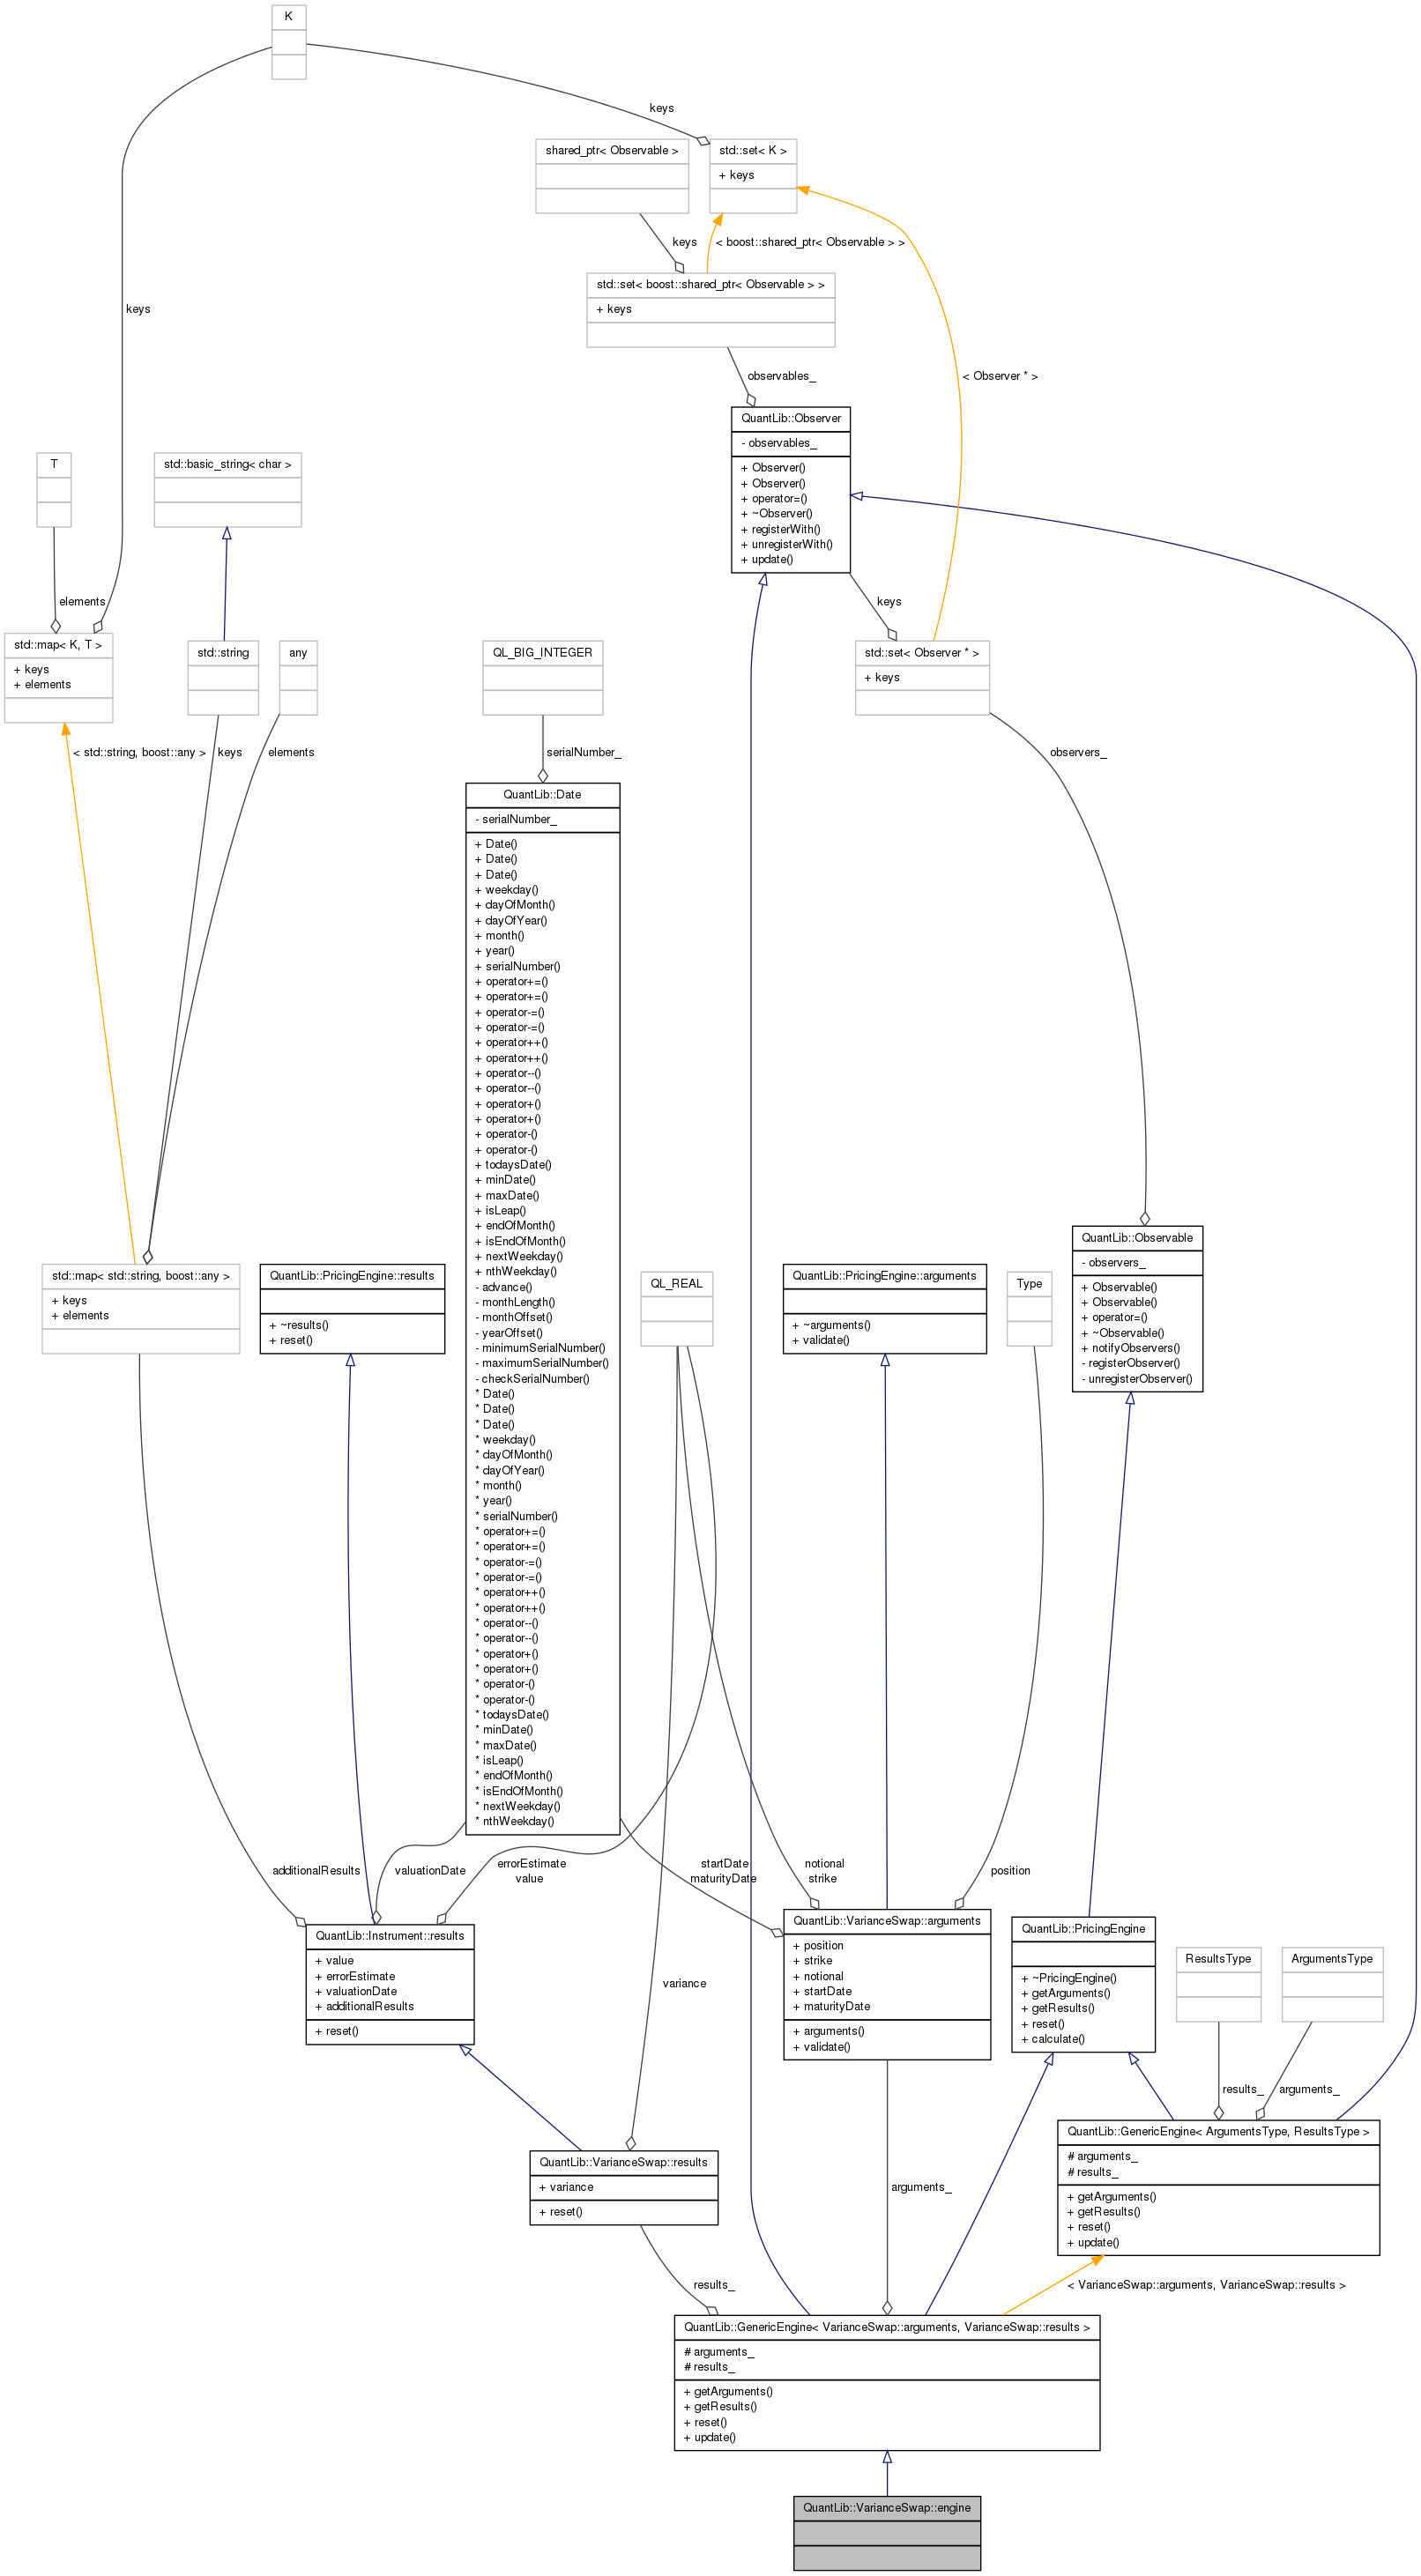 K
keys
shared_ptr< Observable >
std::set< K >
+ keys
keys
< boost::shared_ptr< Observable > >
std::set< boost::shared_ptr< Observable > >
+ keys
keys
observables_
< Observer * >
QuantLib::Observer
- observables_
+ Observer()
+ Observer()
+ operator=()
+ ~Observer()
+ registerWith()
+ unregisterWith()
+ update()
T
std::basic_string< char >
elements
keys
std::map< K, T >
+ keys
+ elements
std::string
any
QL_BIG_INTEGER
std::set< Observer * >
+ keys
< std::string, boost::any >
keys
elements
serialNumber_
observers_
QuantLib::Date
- serialNumber_
+ Date()
+ Date()
+ Date()
+ weekday()
+ dayOfMonth()
+ dayOfYear()
+ month()
+ year()
+ serialNumber()
+ operator+=()
+ operator+=()
+ operator-=()
+ operator-=()
+ operator++()
+ operator++()
+ operator--()
+ operator--()
+ operator+()
+ operator+()
+ operator-()
+ operator-()
+ todaysDate()
+ minDate()
+ maxDate()
+ isLeap()
+ endOfMonth()
+ isEndOfMonth()
+ nextWeekday()
+ nthWeekday()
- advance()
- monthLength()
- monthOffset()
- yearOffset()
- minimumSerialNumber()
- maximumSerialNumber()
- checkSerialNumber()
* Date()
* Date()
* Date()
* weekday()
* dayOfMonth()
* dayOfYear()
* month()
* year()
* serialNumber()
* operator+=()
* operator+=()
* operator-=()
* operator-=()
* operator++()
* operator++()
* operator--()
* operator--()
* operator+()
* operator+()
* operator-()
* operator-()
* todaysDate()
* minDate()
* maxDate()
* isLeap()
* endOfMonth()
* isEndOfMonth()
* nextWeekday()
* nthWeekday()
std::map< std::string, boost::any >
+ keys
+ elements
QuantLib::PricingEngine::results
+ ~results()
+ reset()
QL_REAL
QuantLib::PricingEngine::arguments
+ ~arguments()
+ validate()
Type
QuantLib::Observable
- observers_
+ Observable()
+ Observable()
+ operator=()
+ ~Observable()
+ notifyObservers()
- registerObserver()
- unregisterObserver()
additionalResults
valuationDate
errorEstimate
value
startDate
maturityDate
notional
strike
position
QuantLib::Instrument::results
+ value
+ errorEstimate
+ valuationDate
+ additionalResults
+ reset()
variance
QuantLib::VarianceSwap::arguments
+ position
+ strike
+ notional
+ startDate
+ maturityDate
+ arguments()
+ validate()
QuantLib::PricingEngine
+ ~PricingEngine()
+ getArguments()
+ getResults()
+ reset()
+ calculate()
ResultsType
ArgumentsType
results_
arguments_
QuantLib::VarianceSwap::results
+ variance
+ reset()
arguments_
QuantLib::GenericEngine< ArgumentsType, ResultsType >
# arguments_
# results_
+ getArguments()
+ getResults()
+ reset()
+ update()
results_
< VarianceSwap::arguments, VarianceSwap::results >
QuantLib::GenericEngine< VarianceSwap::arguments, VarianceSwap::results >
# arguments_
# results_
+ getArguments()
+ getResults()
+ reset()
+ update()
QuantLib::VarianceSwap::engine